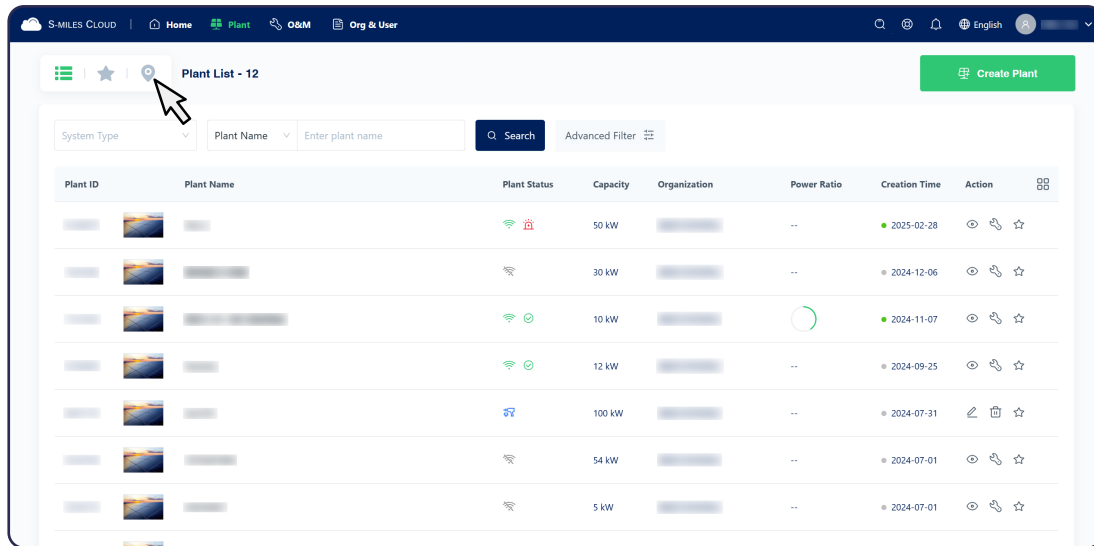 S-MILES CLOUD | Home Plant O&M Org & User English A
Plant List - 12 Create Plant
System Type Plant Name Enter plant name Search Advanced Filter
Plant ID Plant Name Plant Status Capacity Organization Power Ratio Creation Time Action
50 kW -- 2025-02-28
30 kW -- 2024-12-06
10 kW 2024-11-07
12 kW -- 2024-09-25
100 kW -- 2024-07-31
54 kW -- 2024-07-01
5 kW -- 2024-07-01